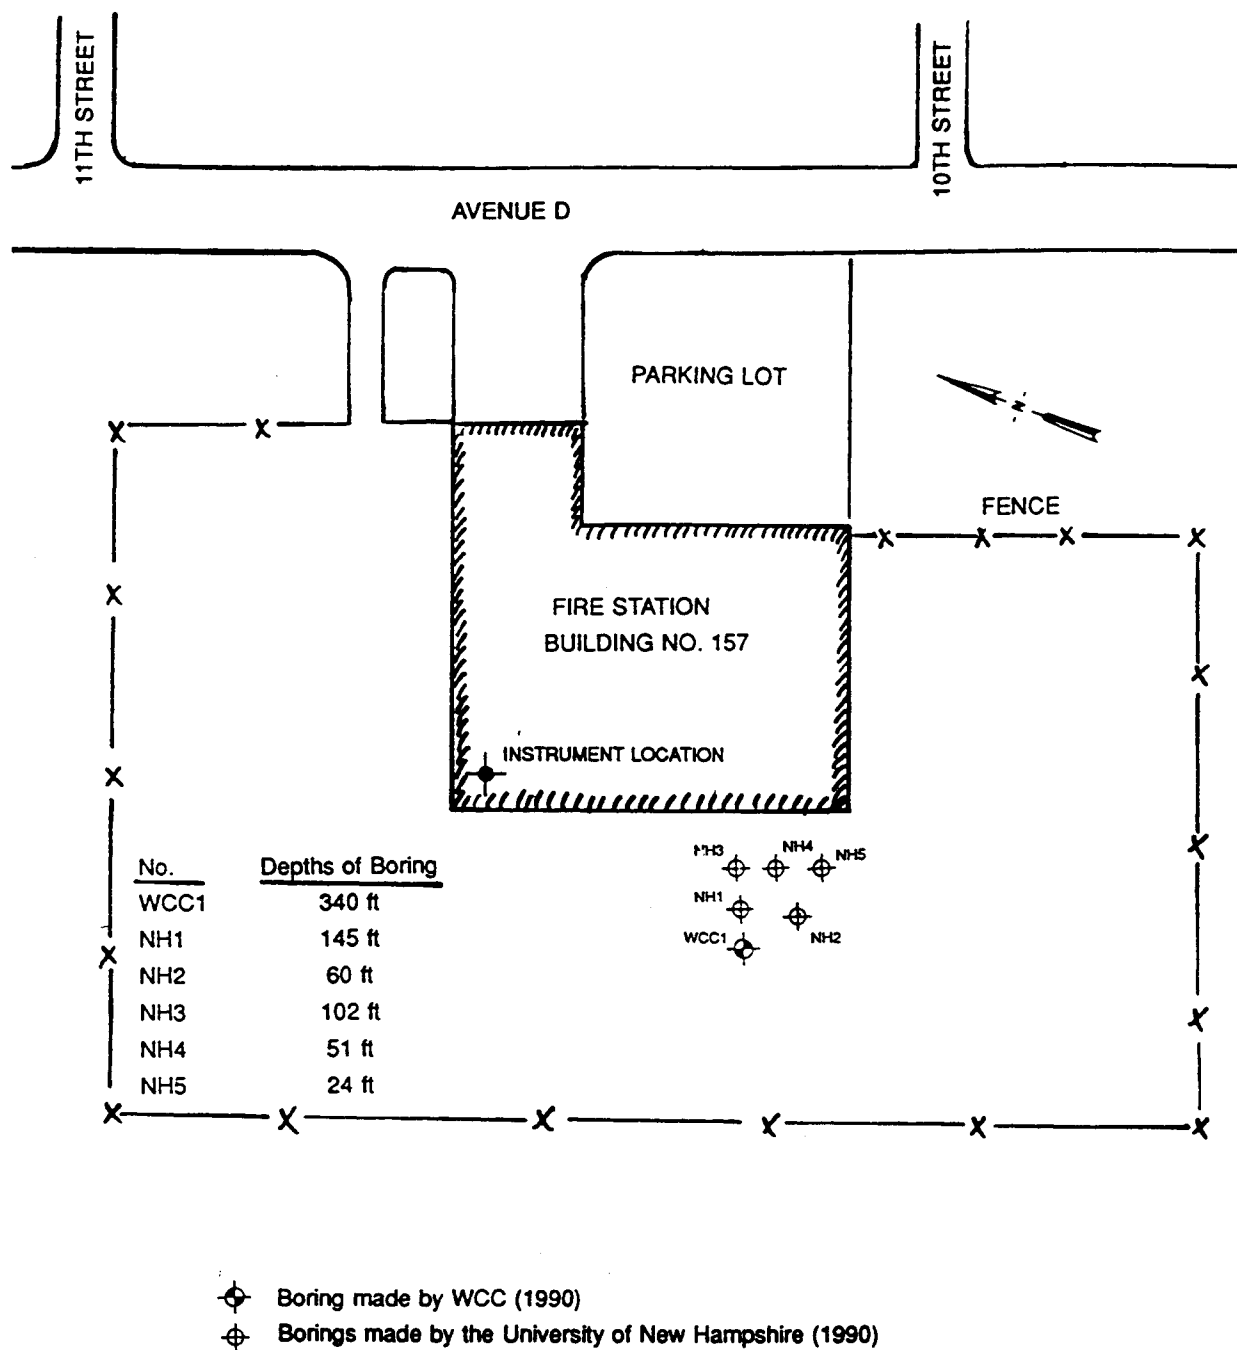 11TH STREET
10TH STREET
AVENUE D
PARKING LOT
N
FENCE
FIRE STATION
BUILDING NO. 157
INSTRUMENT LOCATION
NH3
NH4
NH5
NH1
NH2
WCC1
No. Depths of Boring
WCC1 340 ft
NH1 145 ft
NH2 60 ft
NH3 102 ft
NH4 51 ft
NH5 24 ft
Boring made by WCC (1990)
Borings made by the University of New Hampshire (1990)